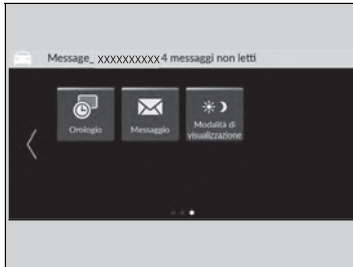 Message_ xxxxxxxxxx 4 messaggi non letti
Orologio
Messaggio
Modalità di
visualizzazione